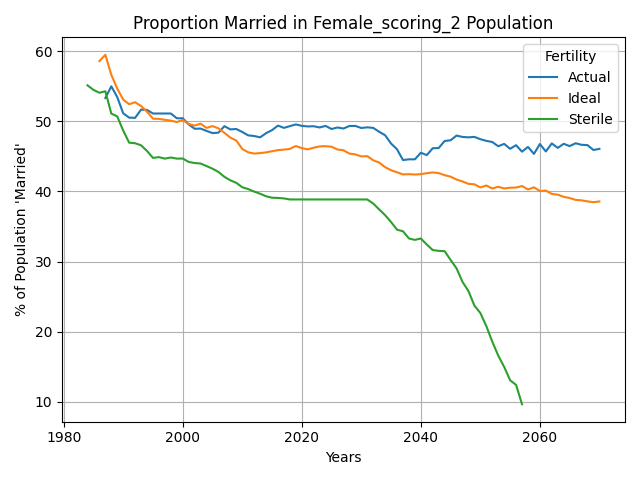 Proportion Married in Female_scoring_2 Population
% of Population 'Married'
60
50
40
30
20
10
Fertility
Actual
Ideal
Sterile
1980
2000
2020
2040
2060
Years